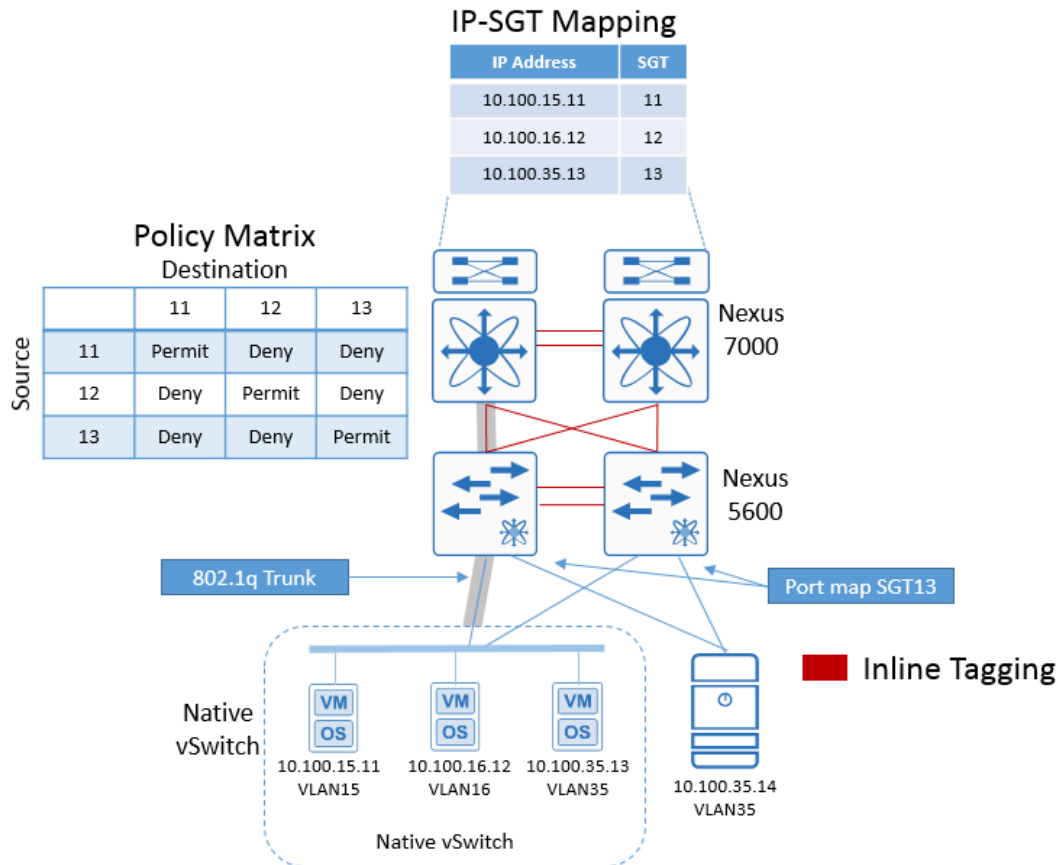 IP-SGT Mapping
IP Address SGT
10.100.15.11 11
10.100.16.12 12
10.100.35.13 13
Policy Matrix
Destination
11 12 13
Source
11 Permit Deny Deny
12 Deny Permit Deny
13 Deny Deny Permit
Nexus
7000
Nexus
5600
802.1q Trunk
Port map SGT13
Inline Tagging
Native
vSwitch
VM VM VM
OS OS OS
10.100.15.11 10.100.16.12 10.100.35.13
VLAN15 VLAN16 VLAN35
10.100.35.14
VLAN35
Native vSwitch